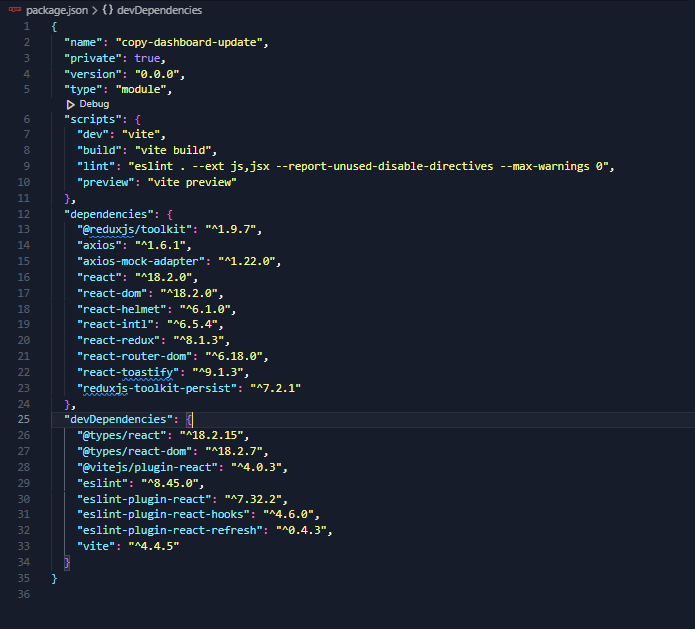 package.json > {} devDependencies
1 {
2 "name": "copy-dashboard-update",
3 "private": true,
4 "version": "0.0.0",
5 "type": "module",
Debug
6 "scripts": {
7 "dev": "vite",
8 "build": "vite build",
9 "lint": "eslint . --ext js,jsx --report-unused-disable-directives --max-warnings 0",
10 "preview": "vite preview"
11 },
12 "dependencies": {
13 "@reduxjs/toolkit": "^1.9.7",
14 "axios": "^1.6.1",
15 "axios-mock-adapter": "^1.22.0",
16 "react": "^18.2.0",
17 "react-dom": "^18.2.0",
18 "react-helmet": "^6.1.0",
19 "react-intl": "^6.5.4",
20 "react-redux": "^8.1.3",
21 "react-router-dom": "^6.18.0",
22 "react-toastify": "^9.1.3",
23 "reduxjs-toolkit-persist": "^7.2.1"
24 },
25 "devDependencies": {
26 "@types/react": "^18.2.15",
27 "@types/react-dom": "^18.2.7",
28 "@vitejs/plugin-react": "^4.0.3",
29 "eslint": "^8.45.0",
30 "eslint-plugin-react": "^7.32.2",
31 "eslint-plugin-react-hooks": "^4.6.0",
32 "eslint-plugin-react-refresh": "^0.4.3",
33 "vite": "^4.4.5"
34 }
35 }
36